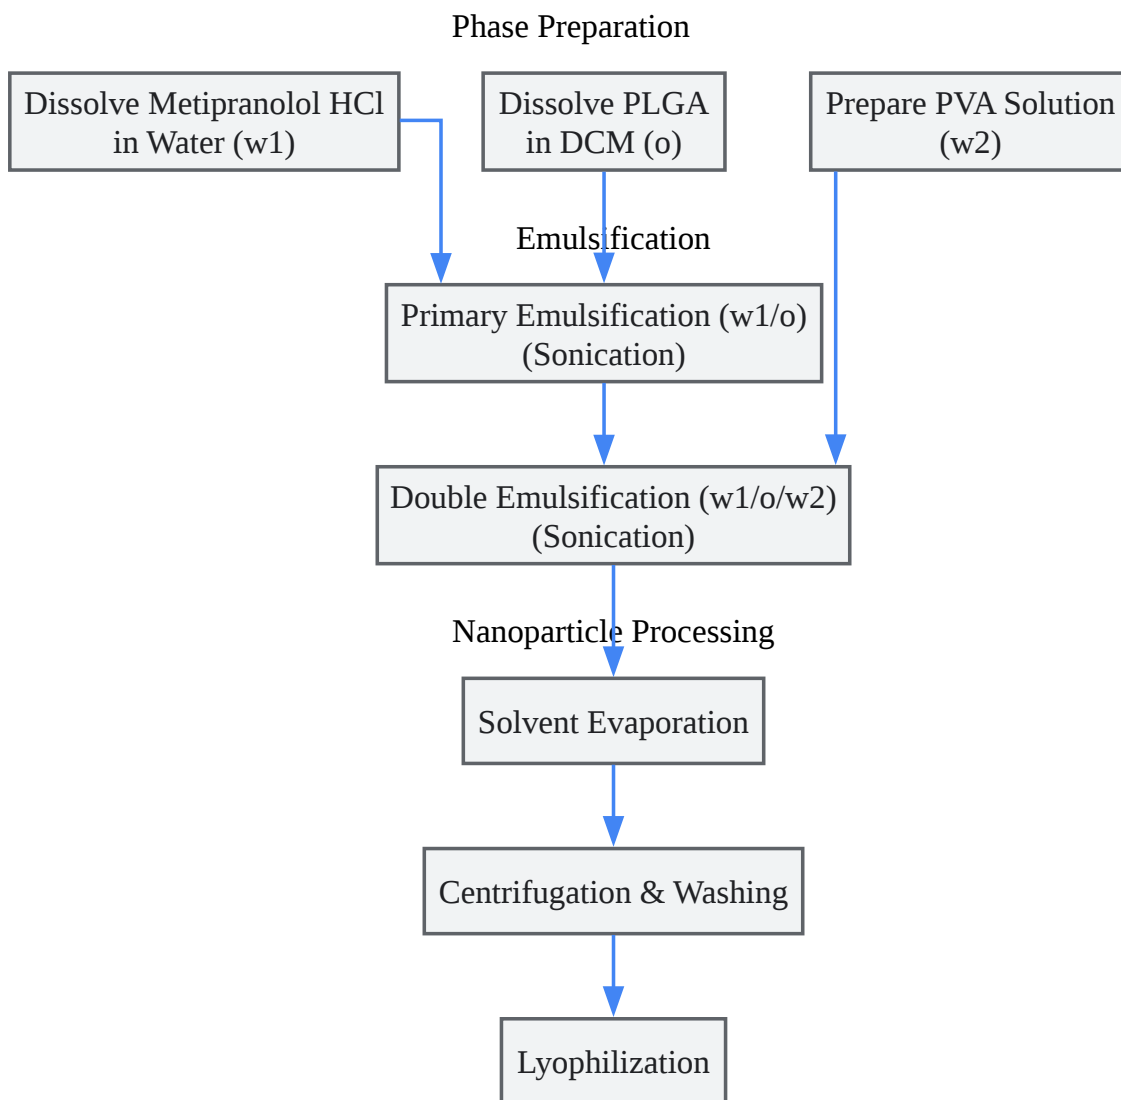 Phase Preparation
Dissolve Metipranolol HCl
in Water (w1)
Dissolve PLGA
in DCM (o)
Prepare PVA Solution
(w2)
Emulsification
Primary Emulsification (w1/o)
(Sonication)
Double Emulsification (w1/o/w2)
(Sonication)
Nanoparticle Processing
Solvent Evaporation
Centrifugation & Washing
Lyophilization